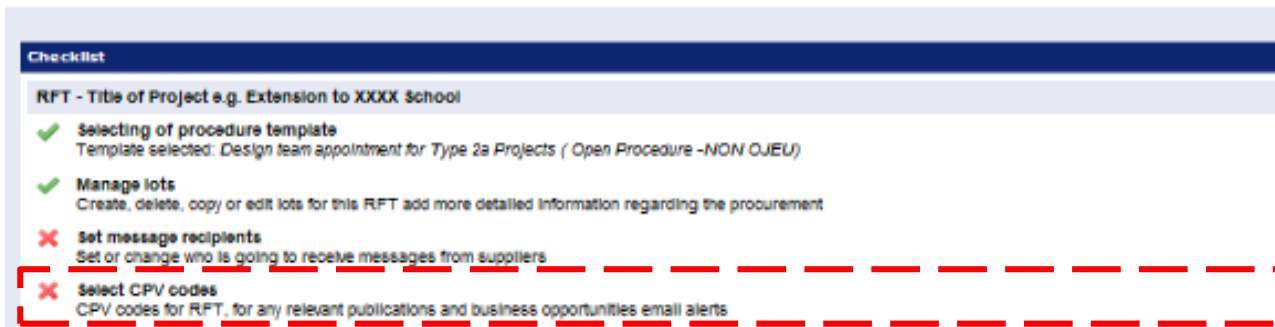 Checklist
RFT - Title of Project e.g. Extension to XXXX School
Selecting of procedure template
Template selected: Design team appointment for Type 2a Projects ( Open Procedure -NON OJEU)
Manage lots
Create, delete, copy or edit lots for this RFT add more detailed information regarding the procurement
Set message recipients
Set or change who is going to receive messages from suppliers
Select CPV codes
CPV codes for RFT, for any relevant publications and business opportunities email alerts